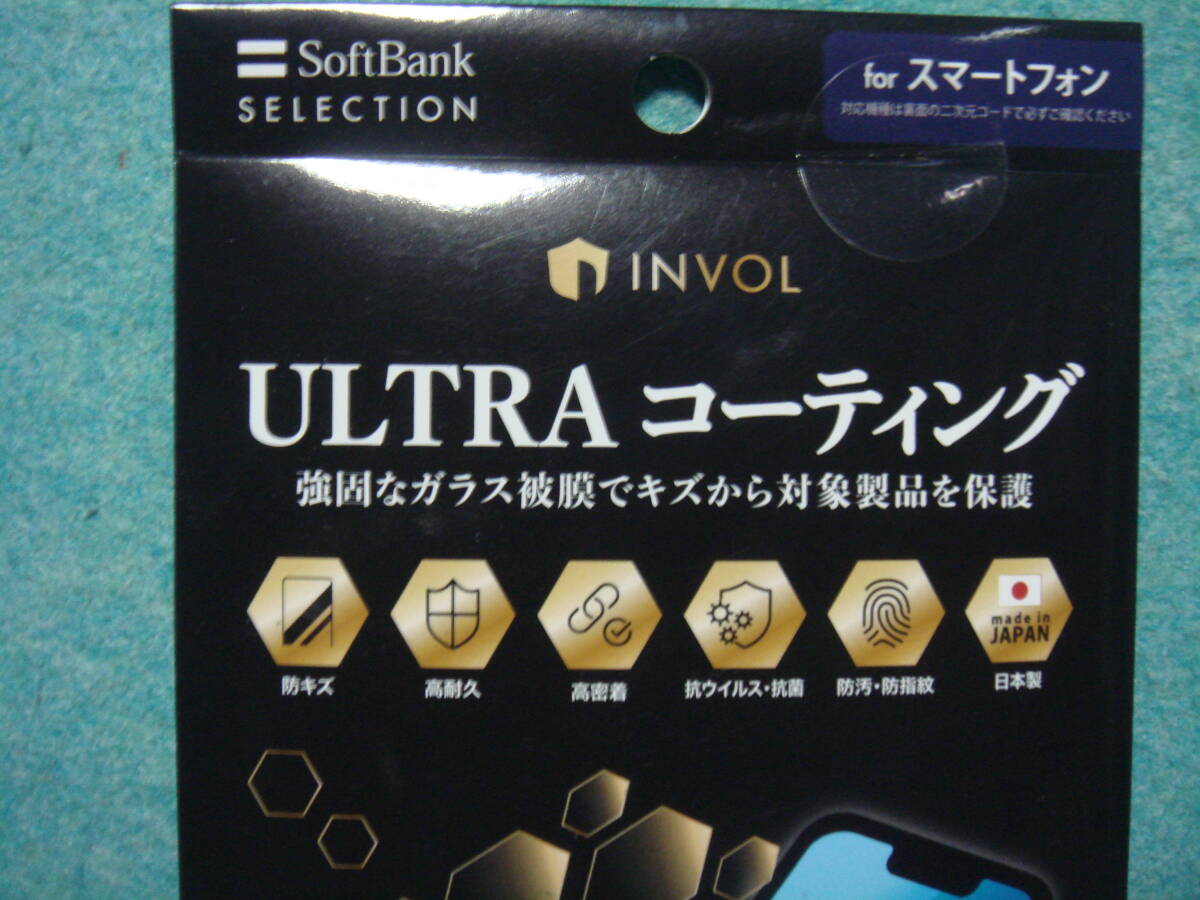 SoftBank
SELECTION
for スマートフォン
対応機種は裏面の二次元コードで必ずご確認ください
INVOL
ULTRA コーティング
強固なガラス被膜でキズから対象製品を保護
made in
JAPAN
防キズ
高耐久
高密着
抗ウイルス・抗菌
防汚・防指紋
日本製